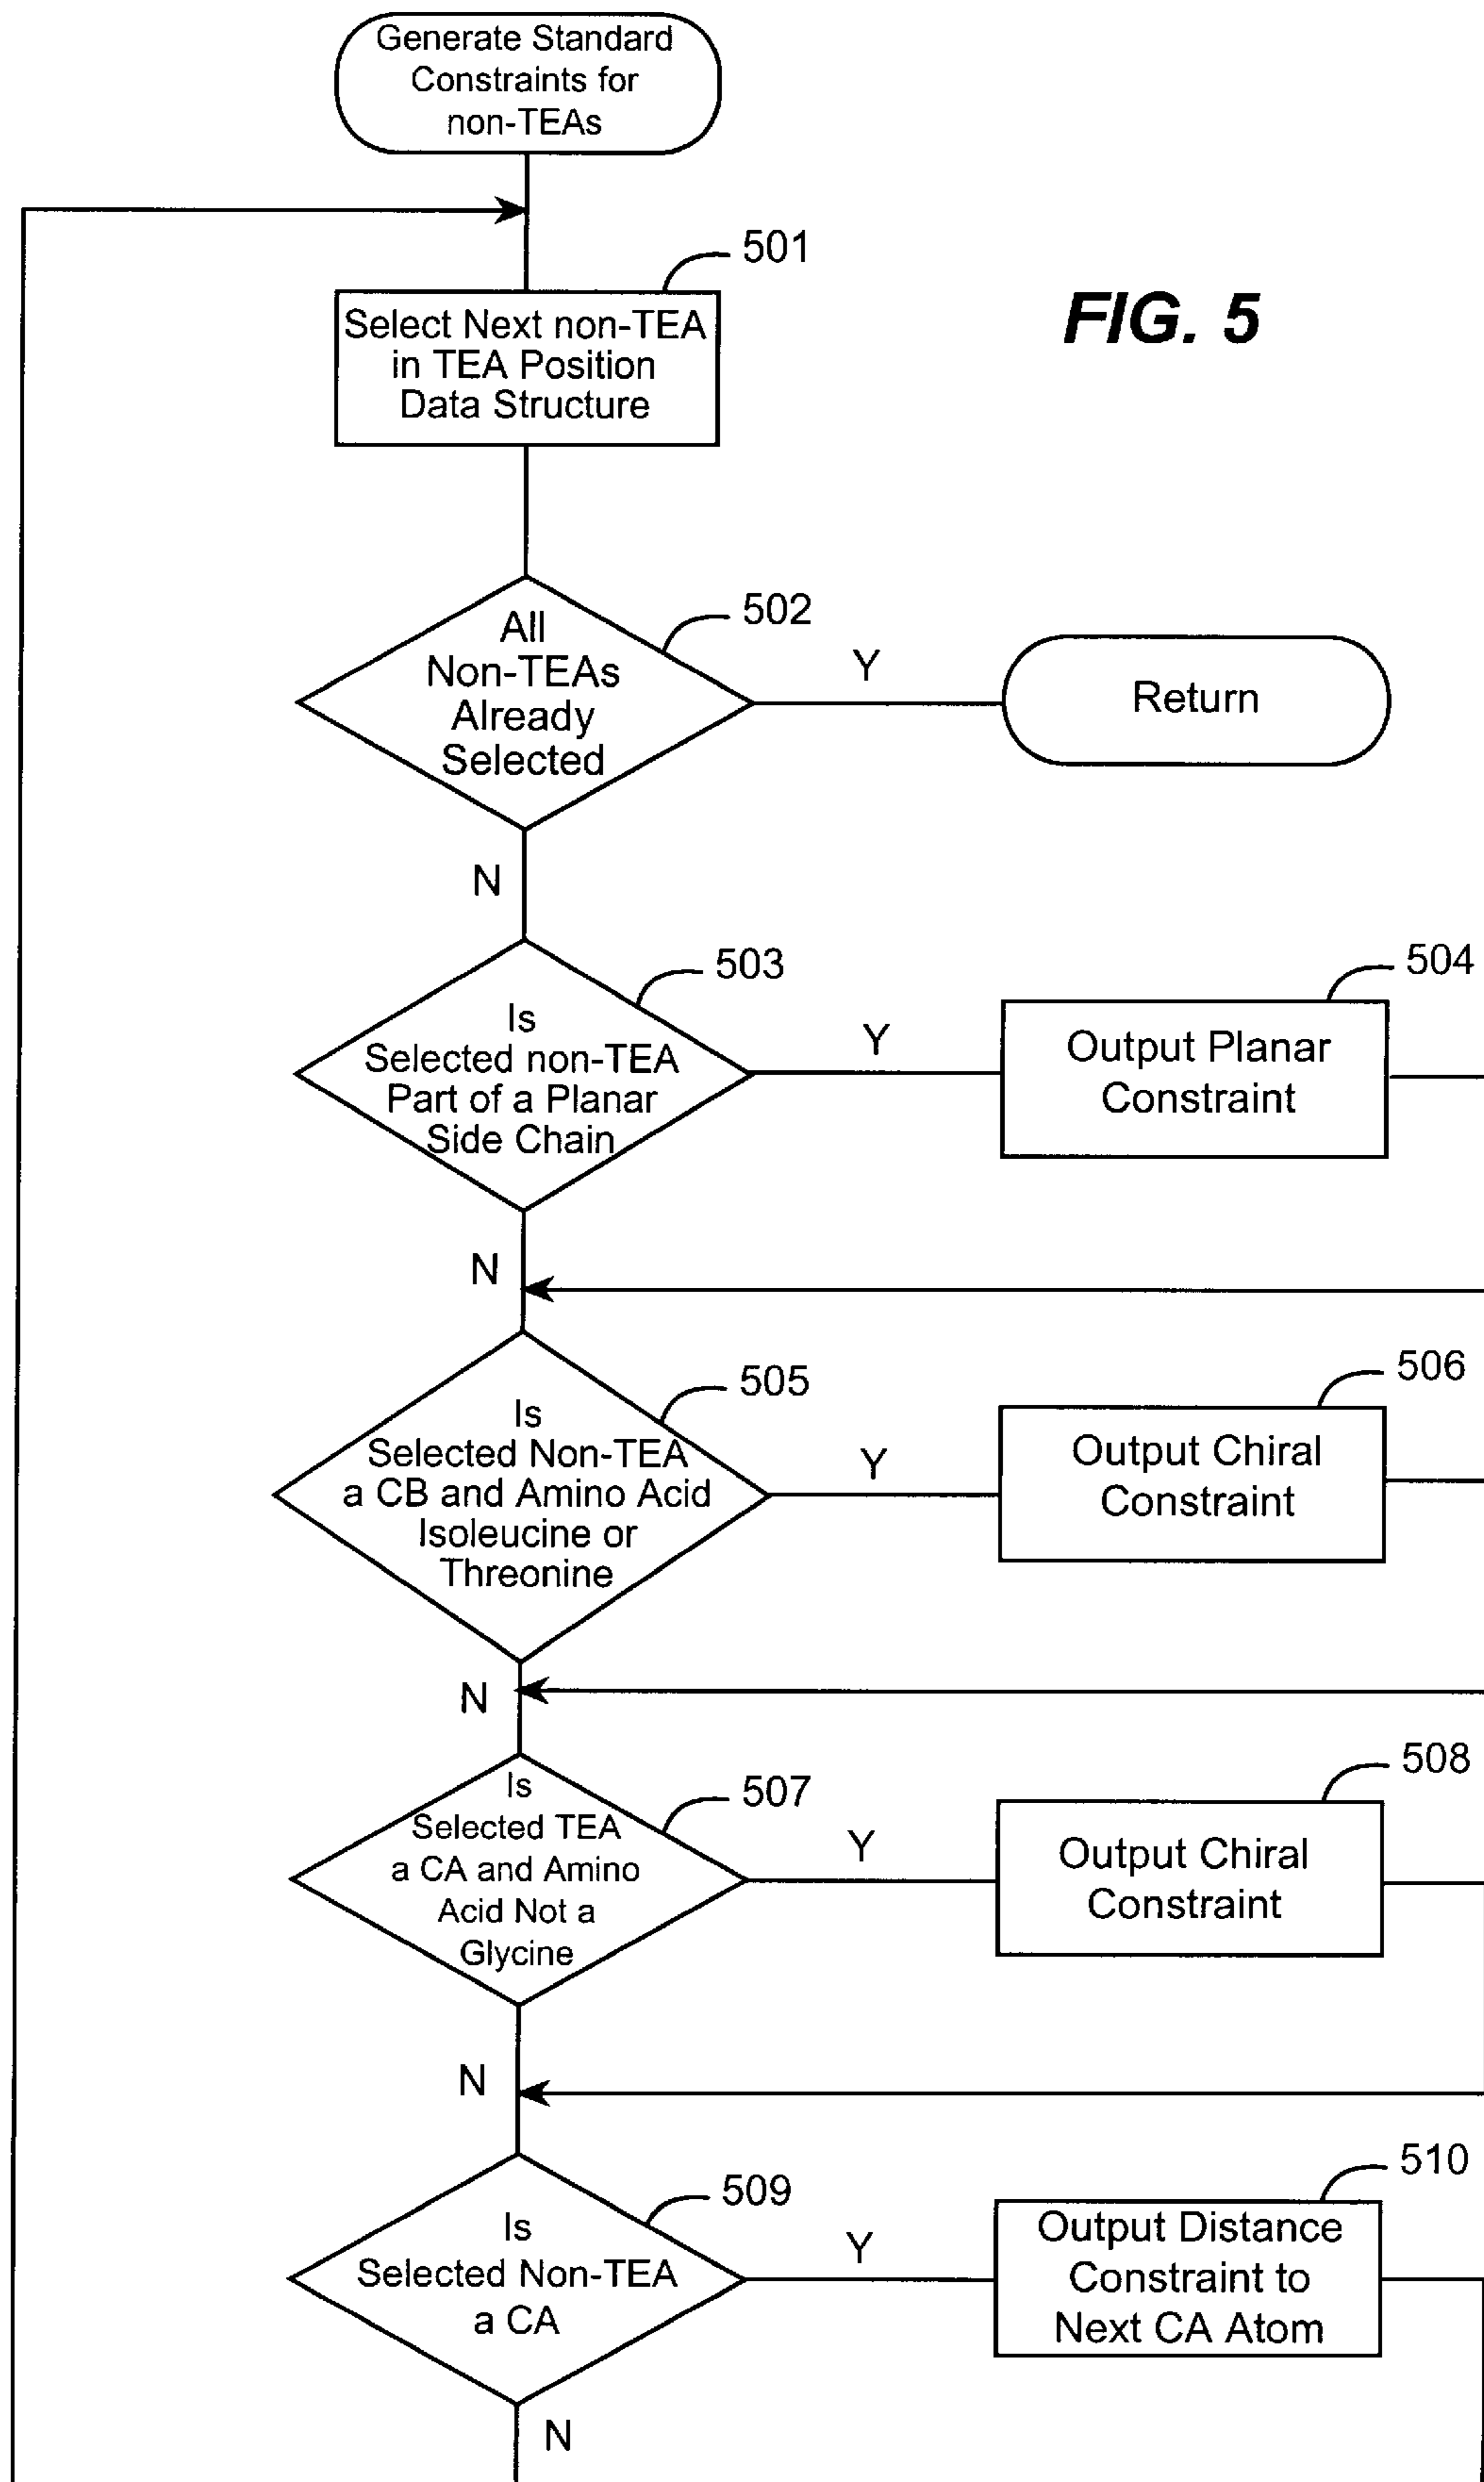 Generate Standard
Constraints for
non-TEAs
501
Select Next non-TEA
in TEA Position
Data Structure
FIG. 5
502
All
Non-TEAs
Already
Selected
Y
Return
N
503
Is
Selected non-TEA
Part of a Planar
Side Chain
Y
504
Output Planar
Constraint
N
505
Is
Selected Non-TEA
a CB and Amino Acid
Isoleucine or
Threonine
Y
506
Output Chiral
Constraint
N
507
Is
Selected TEA
a CA and Amino
Acid Not a
Glycine
Y
508
Output Chiral
Constraint
N
509
Is
Selected Non-TEA
a CA
Y
510
Output Distance
Constraint to
Next CA Atom
N